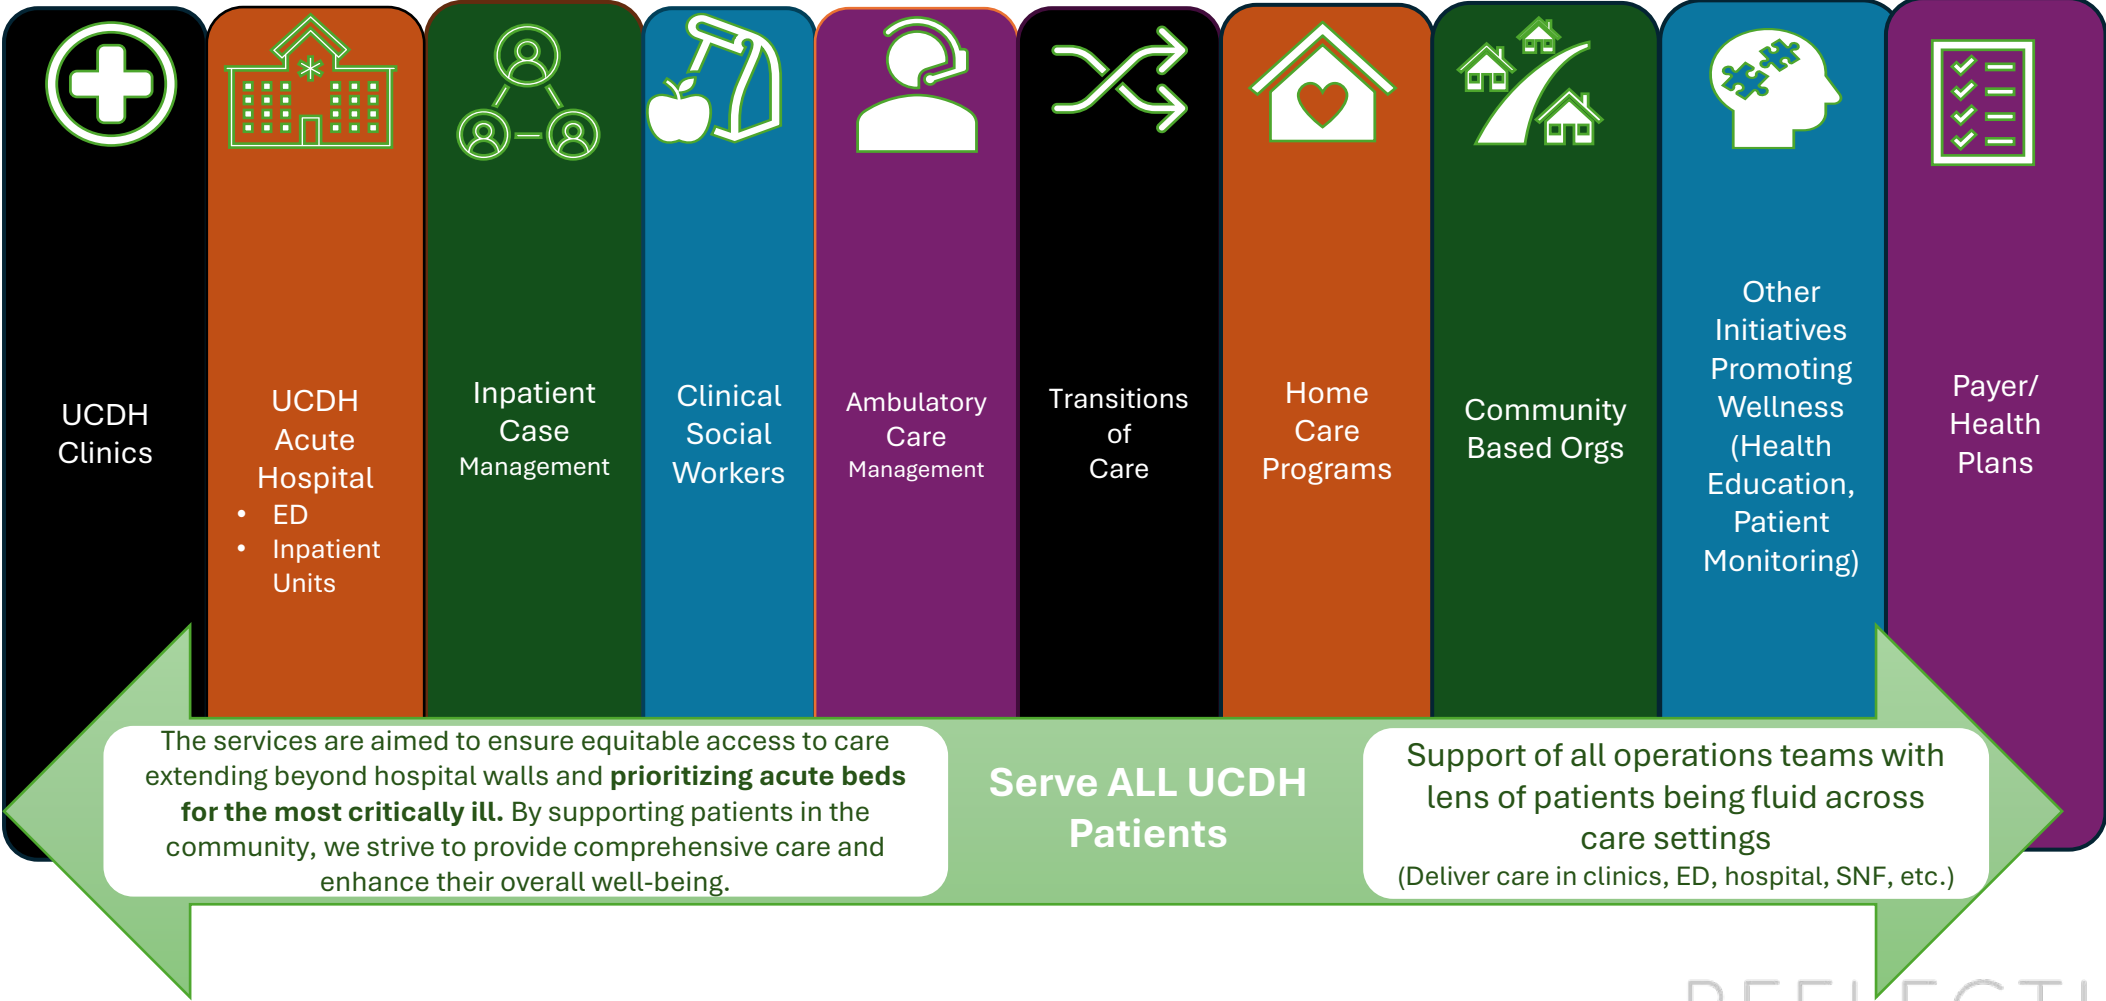 UCDH
Clinics
UCDH
Acute
Hospital
• ED
• Inpatient
Units
Inpatient
Case
Management
Clinical
Social
Workers
Ambulatory
Care
Management
Transitions
of
Care
Home
Care
Programs
Community
Based Orgs
Other
Initiatives
Promoting
Wellness
(Health
Education,
Patient
Monitoring)
Payer/
Health
Plans
The services are aimed to ensure equitable access to care
extending beyond hospital walls and prioritizing acute beds
for the most critically ill. By supporting patients in the
community, we strive to provide comprehensive care and
enhance their overall well-being.
Serve ALL UCDH
Patients
Support of all operations teams with
lens of patients being fluid across
care settings
(Deliver care in clinics, ED, hospital, SNF, etc.)